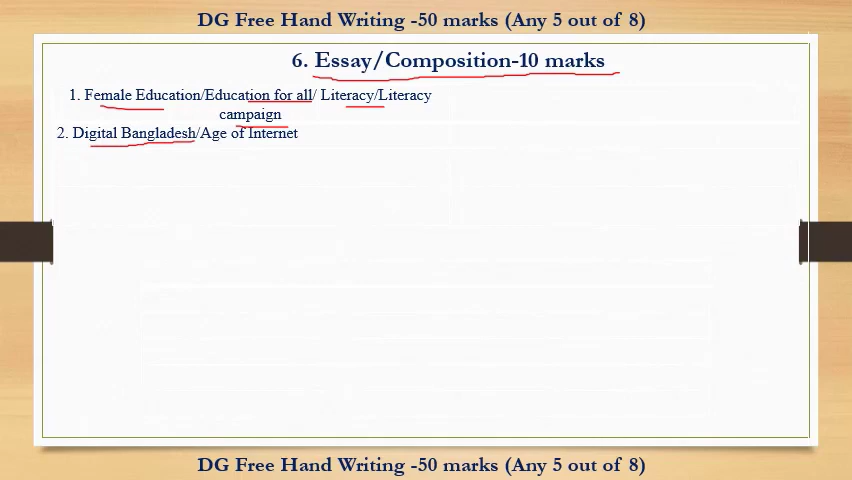 DG Free Hand Writing -50 marks (Any 5 out of 8)
6. Essay/Composition-10 marks
1. Female Education/Education for all/ Literacy/Literacy
campaign
2. Digital Bangladesh/Age of Internet
DG Free Hand Writing -50 marks (Any 5 out of 8)